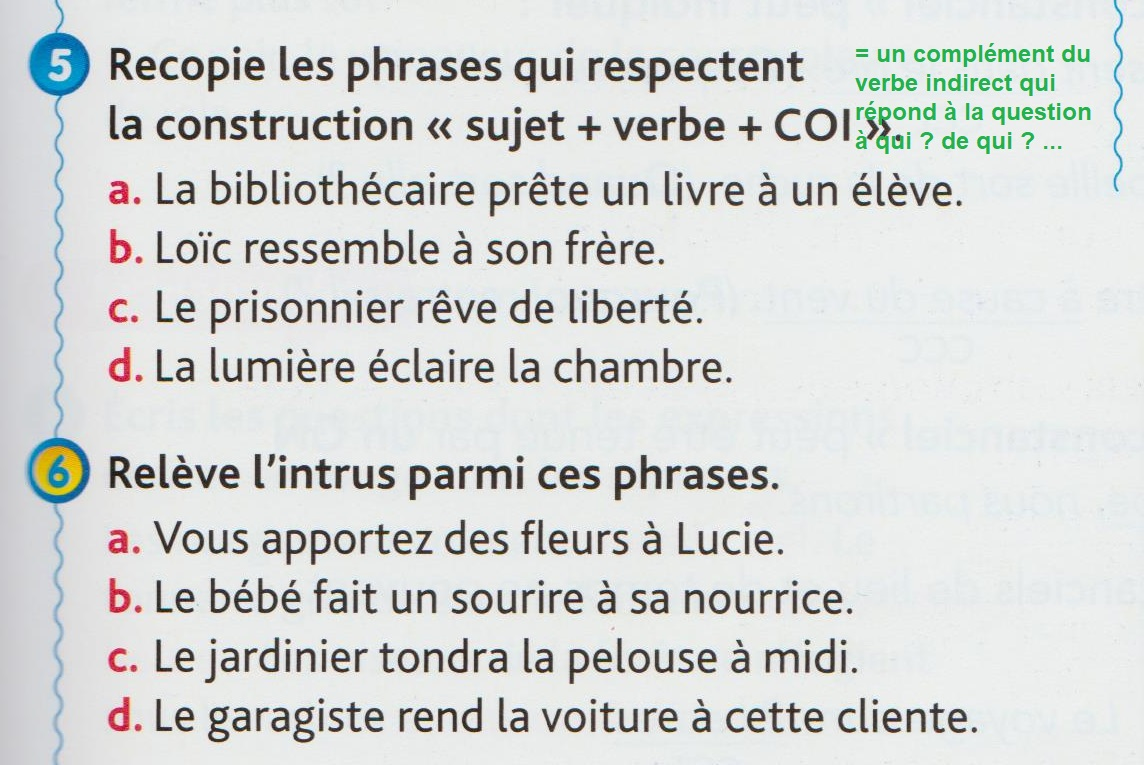 5 Recopie les phrases qui respectent
la construction « sujet + verbe + COI ».
= un complément du
verbe indirect qui
répond à la question
à qui ? de qui ? ...
a. La bibliothécaire prête un livre à un élève.
b. Loïc ressemble à son frère.
c. Le prisonnier rêve de liberté.
d. La lumière éclaire la chambre.
6 Relève l'intrus parmi ces phrases.
a. Vous apportez des fleurs à Lucie.
b. Le bébé fait un sourire à sa nourrice.
c. Le jardinier tondra la pelouse à midi.
d. Le garagiste rend la voiture à cette cliente.